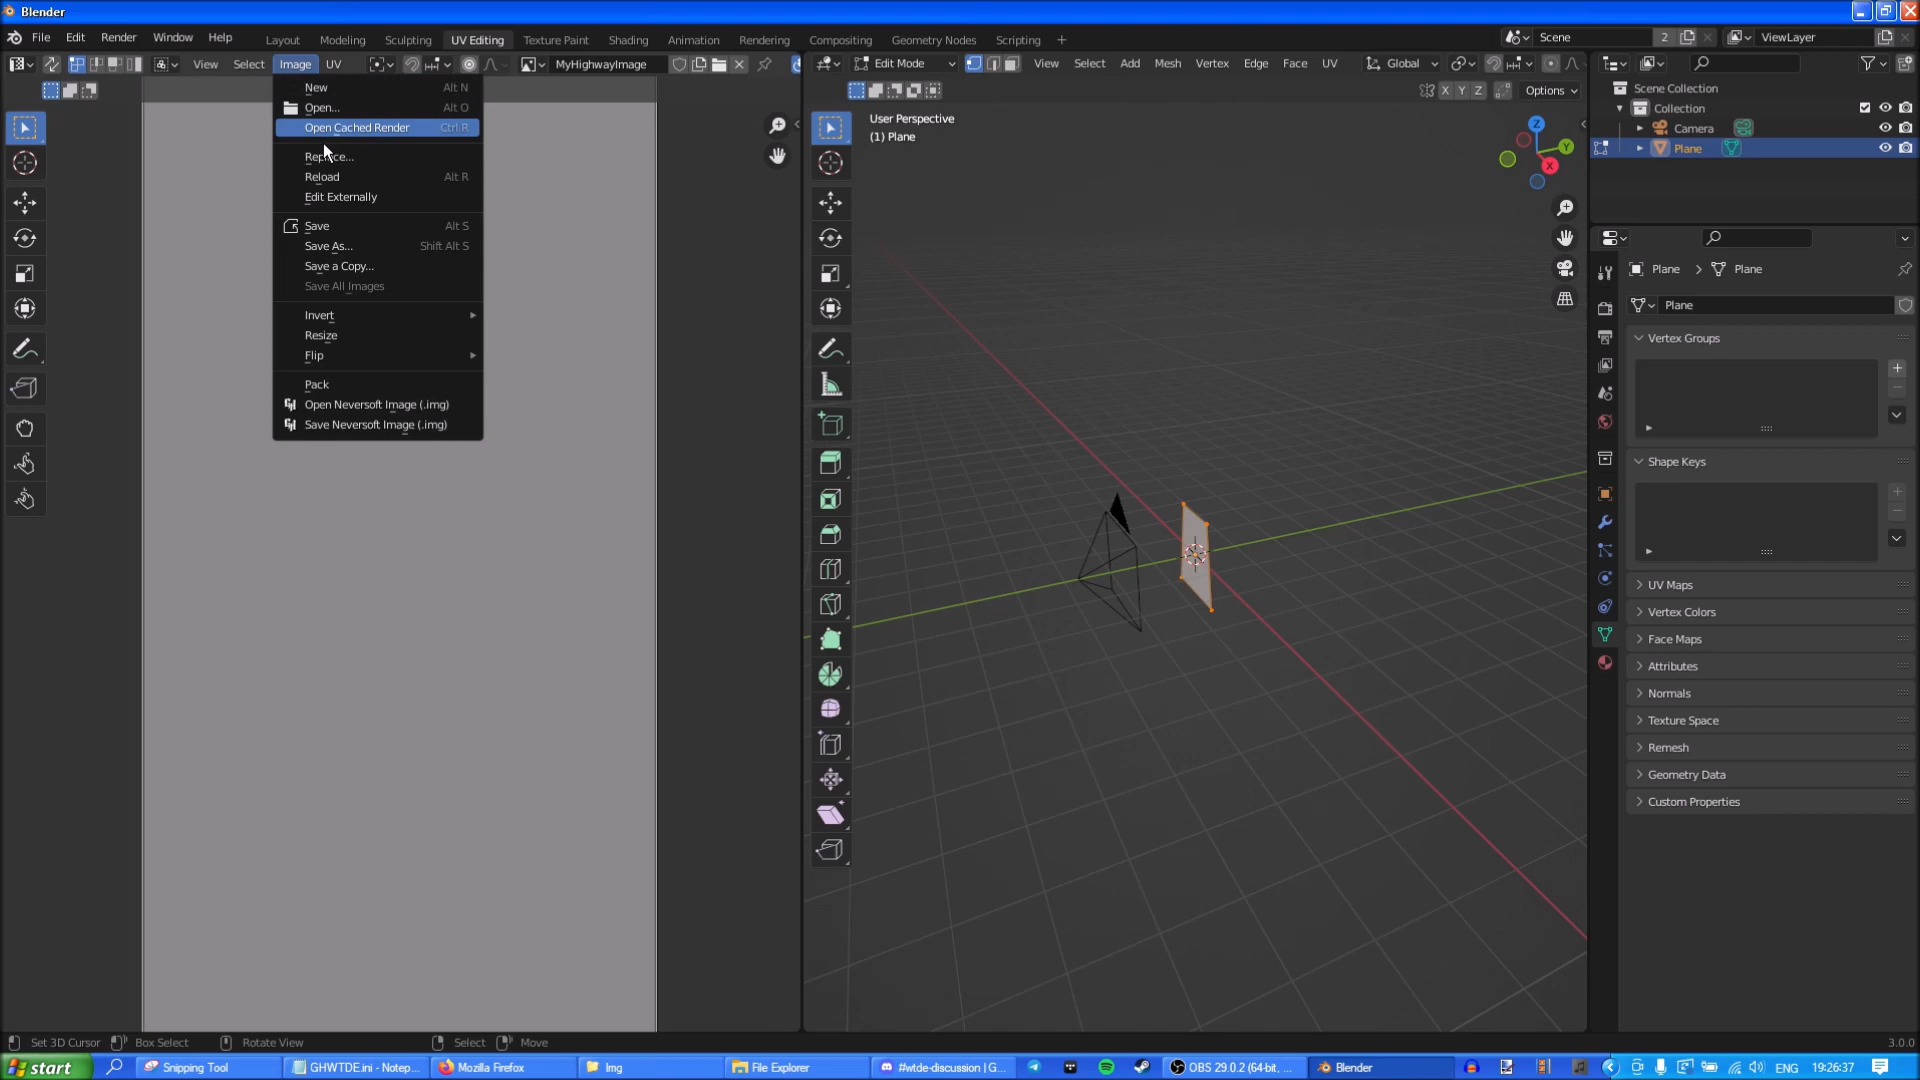 Blender
File Edit Render Window Help
Layout Modeling Sculpting UV Editing Texture Paint Shading Animation Rendering Compositing Geometry Nodes Scripting +
Scene 2 ViewLayer
View Select Image UV MyHighwayImage
Edit Mode View Select Add Mesh Vertex Edge Face UV Global
X Y Z Options
New Alt N
Open... Alt O
Open Cached Render Ctrl R
Replace...
Reload Alt R
Edit Externally
Save Alt S
Save As... Shift Alt S
Save a Copy...
Save All Images
Invert
Resize
Flip
Pack
Open Neversoft Image (.img)
Save Neversoft Image (.img)
User Perspective
(1) Plane
Z
Y
X
Scene Collection
Collection
Camera
Plane
Plane > Plane
Plane
Vertex Groups
Shape Keys
UV Maps
Vertex Colors
Face Maps
Attributes
Normals
Texture Space
Remesh
Geometry Data
Custom Properties
Set 3D Cursor Box Select Rotate View Select Move 3.0.0
start Snipping Tool GHWTDE.ini - Notep... Mozilla Firefox Img File Explorer #wtde-discussion | G... OBS 29.0.2 (64-bit, ... Blender ENG 19:26:37